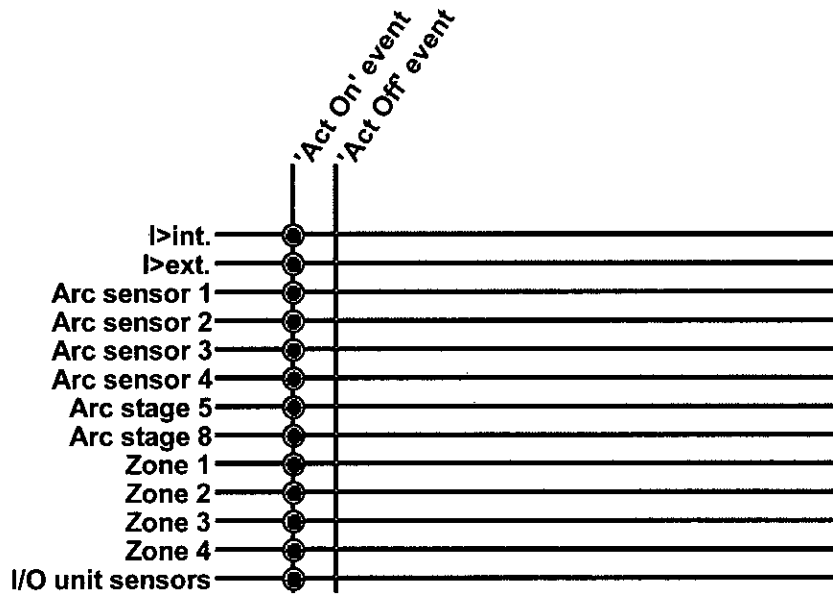 'Act On' event
'Act Off' event
I>int.
I>ext.
Arc sensor 1
Arc sensor 2
Arc sensor 3
Arc sensor 4
Arc stage 5
Arc stage 8
Zone 1
Zone 2
Zone 3
Zone 4
I/O unit sensors